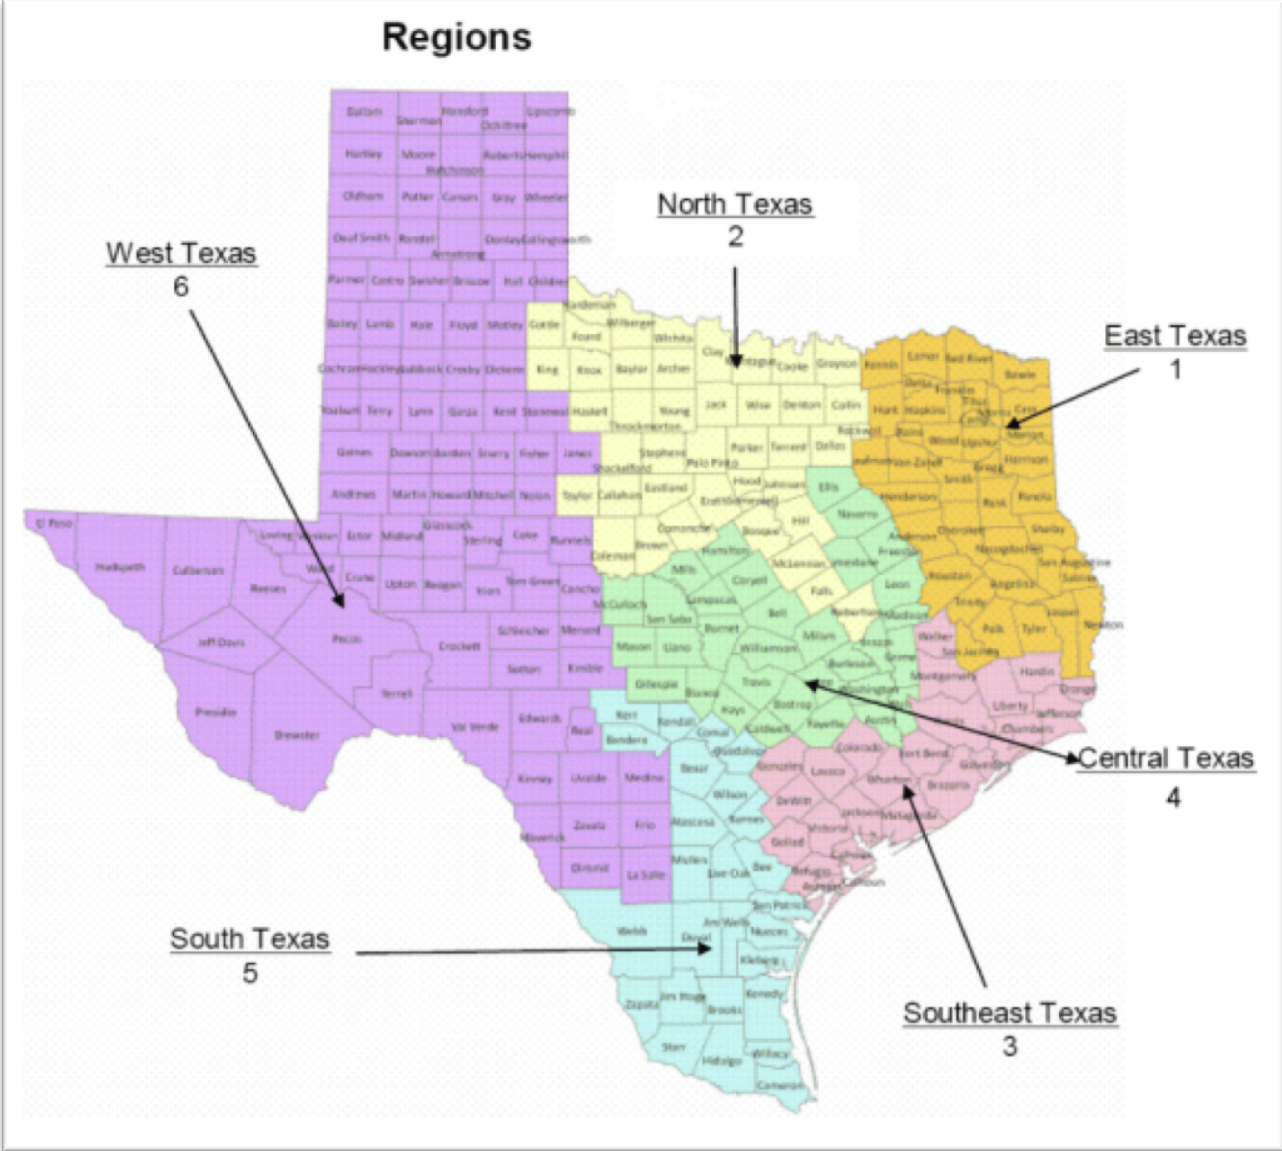 Regions
Dallam
Sherman
Hansford
Ochiltree
Lipscomb
Hartley
Moore
Hutchinson
Roberts
Hemphill
Oldham
Potter
Carson
Gray
Wheeler
Deaf Smith
Randall
Armstrong
Donley
Collingsworth
North Texas
2
West Texas
6
Parmer
Castro
Swisher
Briscoe
Hall
Hardeman
Bailey
Lamb
Hale
Floyd
Motley
Cottle
Foard
Wilbarger
Wichita
Clay
Cooke
Grayson
Fannin
Lamar
Red River
Bowie
East Texas
1
Crosby
Dickens
King
Knox
Baylor
Archer
Terry
Lynn
Garza
Kent
Stonewall
Haskell
Throckmorton
Young
Jack
Wise
Denton
Collin
Rockwall
Hunt
Hopkins
Delta
Franklin
Titus
Cass
Marion
Gaines
Dawson
Borden
Scurry
Fisher
Jones
Shackelford
Stephens
Palo Pinto
Parker
Tarrant
Dallas
Rains
Wood
Upshur
Gregg
Harrison
Andrews
Martin
Howard
Mitchell
Nolan
Taylor
Callahan
Eastland
Hood
Johnson
Ellis
Smith
Henderson
Rusk
Panola
El Paso
Loving
Winkler
Ector
Midland
Glasscock
Sterling
Coke
Runnels
Coleman
Brown
Comanche
Bosque
Hill
Navarro
Anderson
Cherokee
Nacogdoches
Shelby
San Augustine
Sabine
Hudspeth
Culberson
Reeves
Ward
Crane
Upton
Reagan
Irion
Tom Green
Concho
McCulloch
Mills
Hamilton
Coryell
McLennan
Limestone
Freestone
Leon
Houston
Angelina
Falls
Robertson
Madison
Trinity
Jasper
Newton
Jeff Davis
Pecos
Crockett
Schleicher
Menard
San Saba
Lampasas
Burnet
Bell
Milam
Brazos
Grimes
Walker
Polk
Tyler
San Jacinto
Mason
Llano
Williamson
Burleson
Washington
Montgomery
Hardin
Orange
Sutton
Kimble
Gillespie
Blanco
Travis
Presidio
Brewster
Terrell
Val Verde
Edwards
Real
Kerr
Kendall
Hays
Bastrop
Caldwell
Fayette
Austin
Liberty
Jefferson
Chambers
Bandera
Comal
Guadalupe
Gonzales
Colorado
Fort Bend
Galveston
Central Texas
4
Kinney
Uvalde
Medina
Bexar
Wilson
Lavaca
Wharton
Brazoria
Maverick
Zavala
Frio
Atascosa
Karnes
DeWitt
Jackson
Matagorda
Victoria
Goliad
Dimmit
La Salle
Mullen
Live Oak
Bee
Refugio
Calhoun
Aransas
Calhoun
South Texas
5
Webb
Duval
Jim Wells
San Patricio
Nueces
Kleberg
Zapata
Jim Hogg
Brooks
Kenedy
Southeast Texas
3
Starr
Hidalgo
Willacy
Cameron